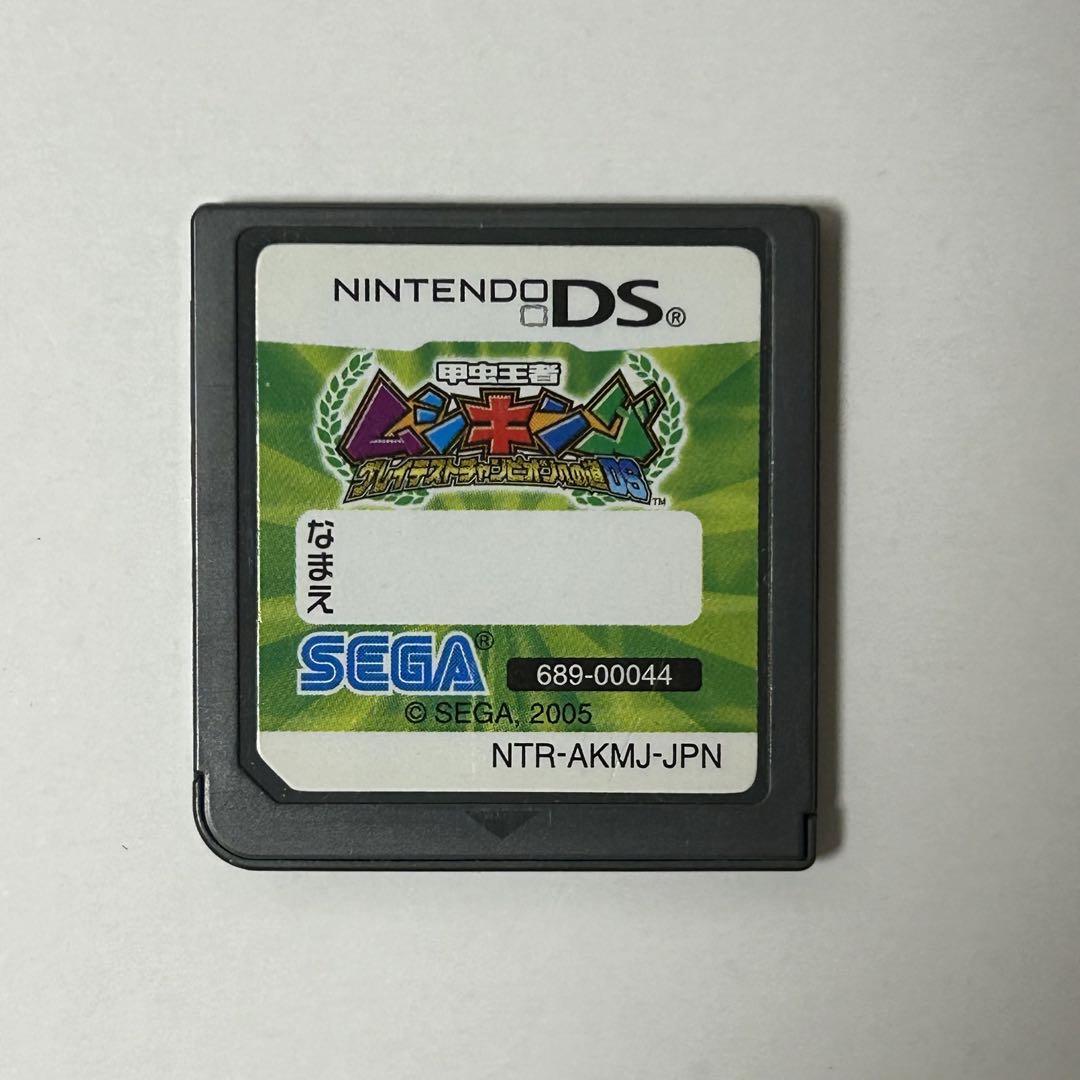 NINTENDO DS®
甲虫王者
ムシキング
グレイテストチャンピオンへの道DS™
なまえ
SEGA®
689-00044
© SEGA, 2005
NTR-AKMJ-JPN